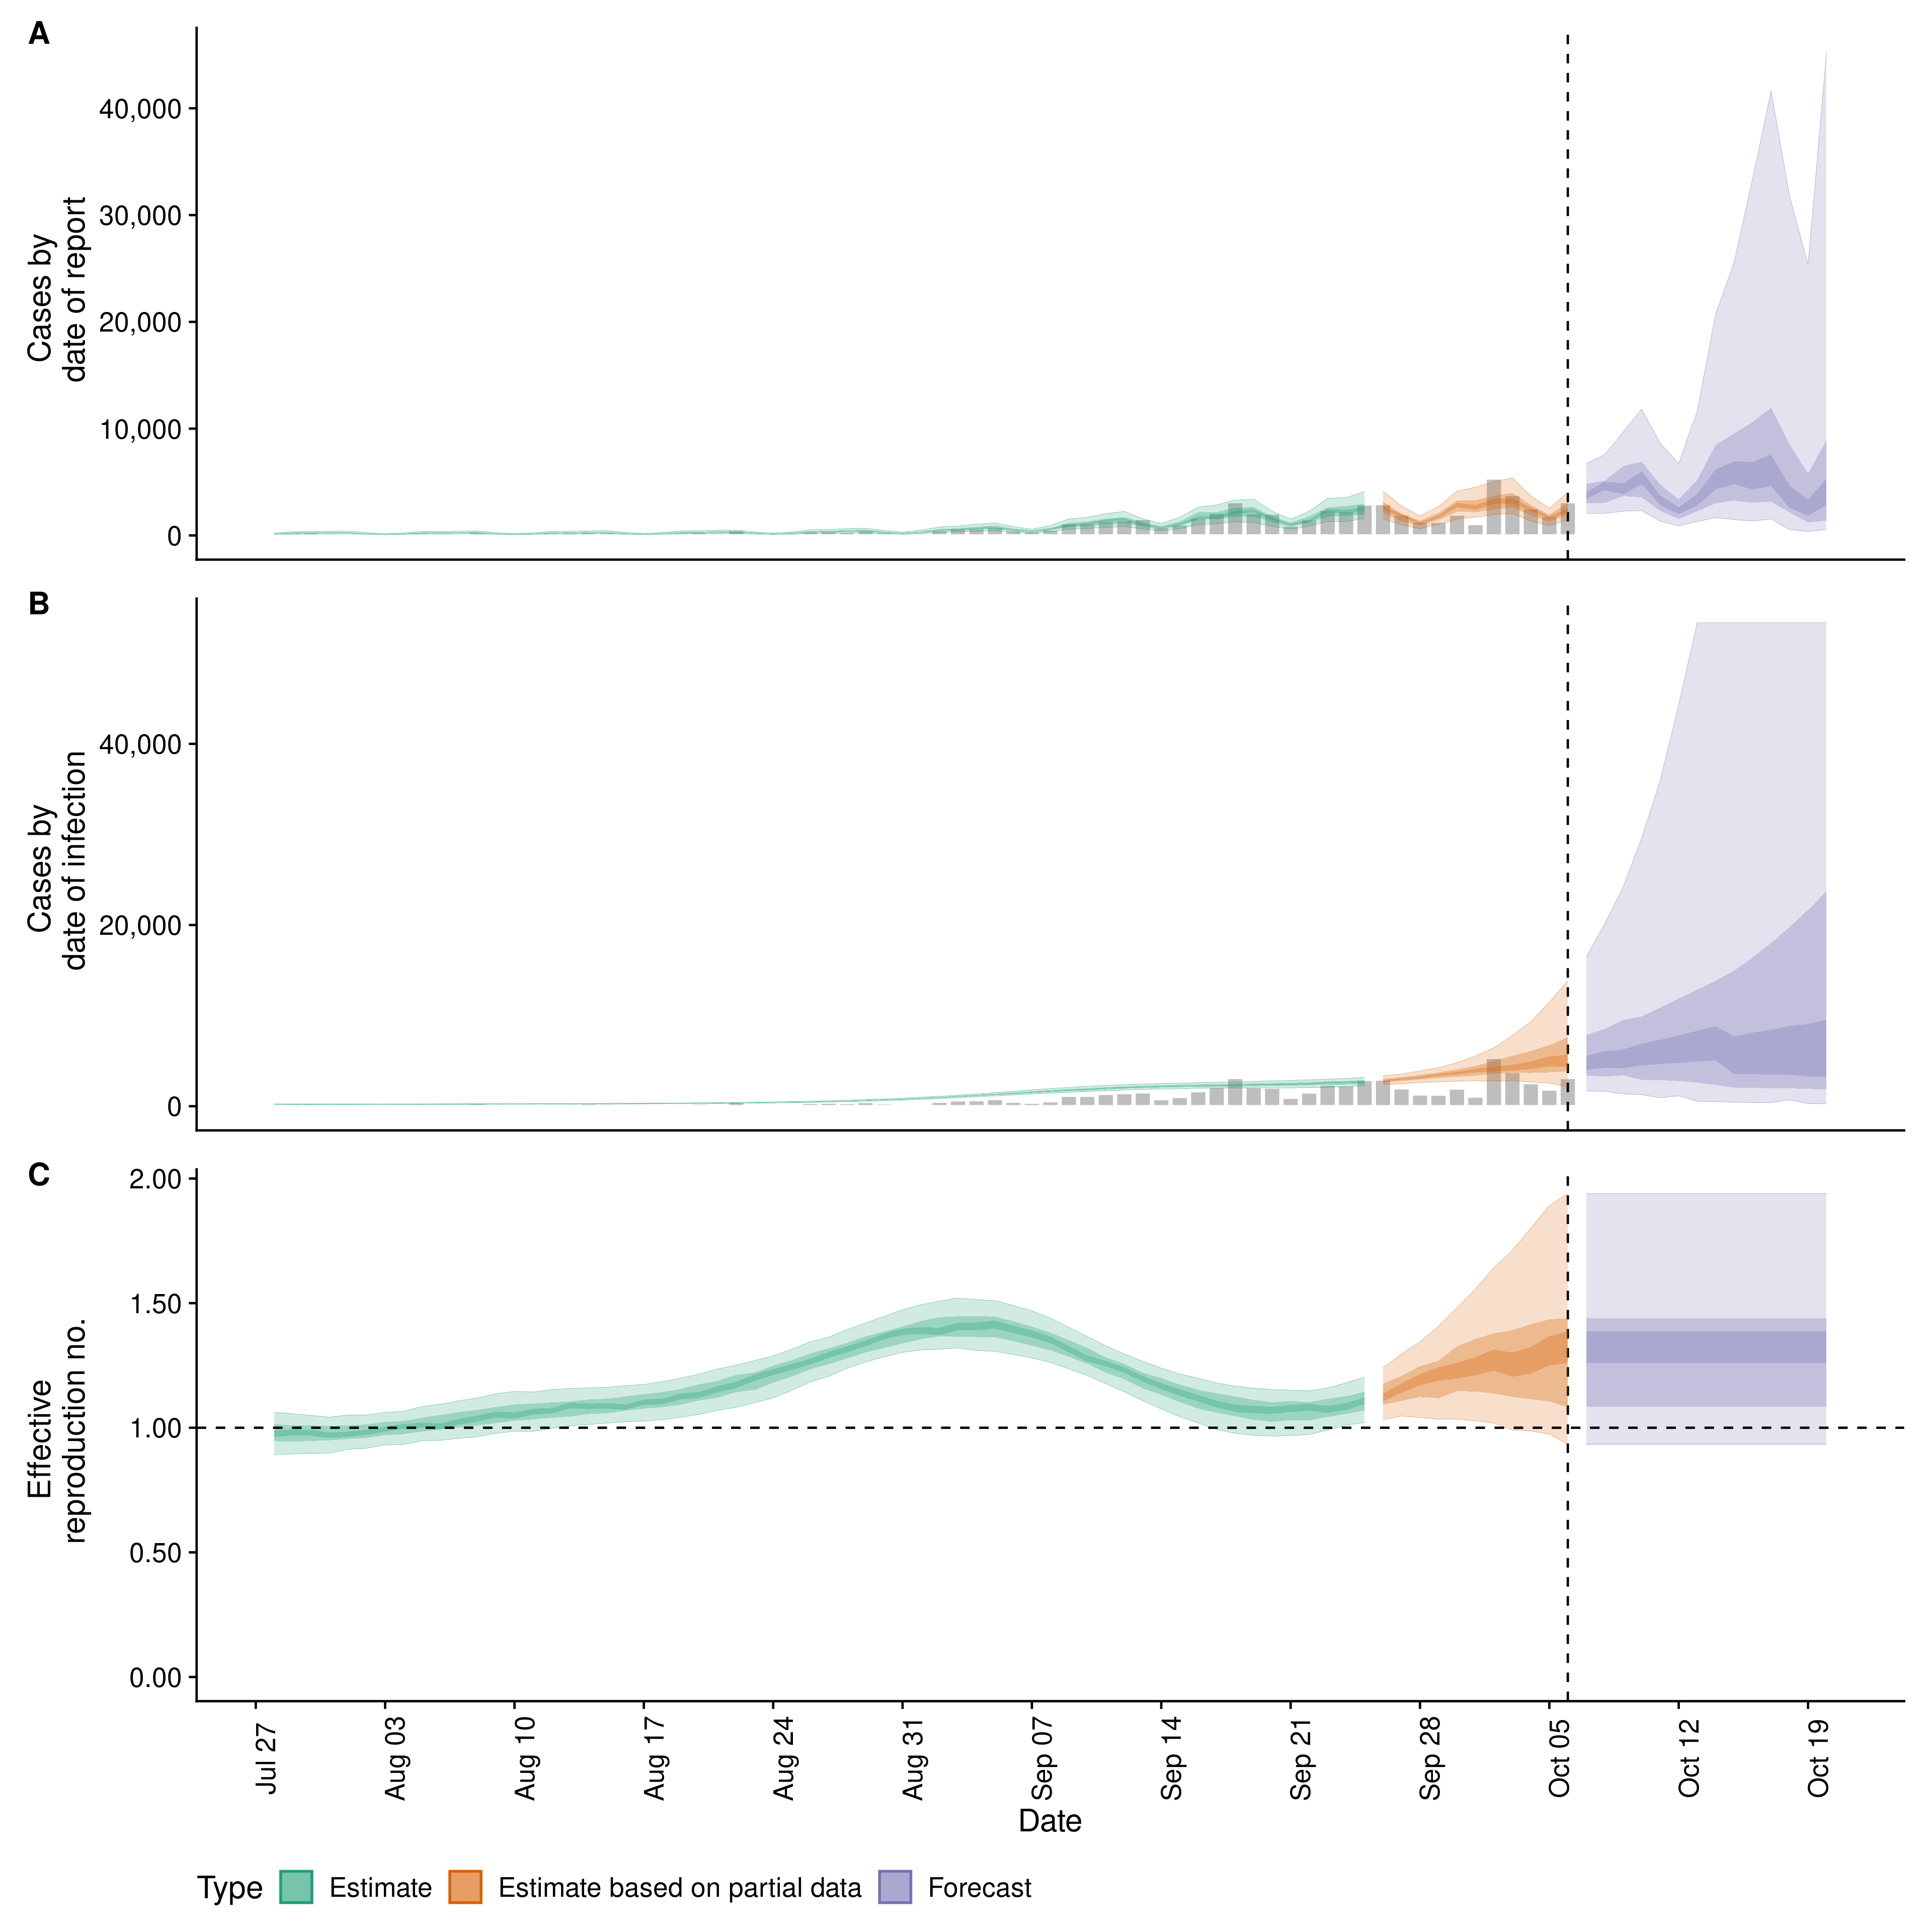 A
Cases by
date of report
40,000
30,000
20,000
10,000
0
B
Cases by
date of infection
40,000
20,000
0
C
Effective
reproduction no.
2.00
1.50
1.00
0.50
0.00
Jul 27
Aug 03
Aug 10
Aug 17
Aug 24
Aug 31
Sep 07
Sep 14
Sep 21
Sep 28
Oct 05
Oct 12
Oct 19
Date
Type Estimate Estimate based on partial data Forecast